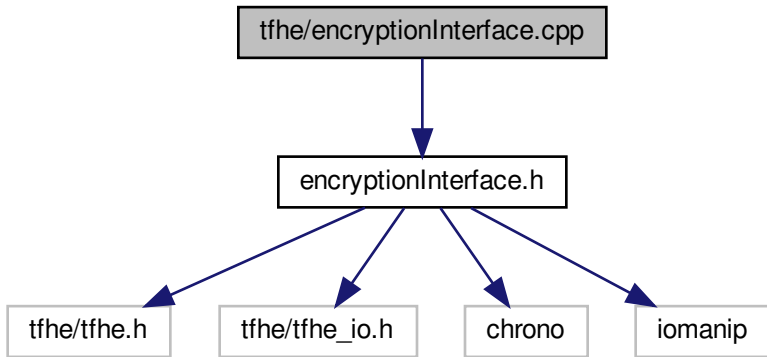 tfhe/encryptionInterface.cpp
encryptionInterface.h
tfhe/tfhe.h
tfhe/tfhe_io.h
chrono
iomanip